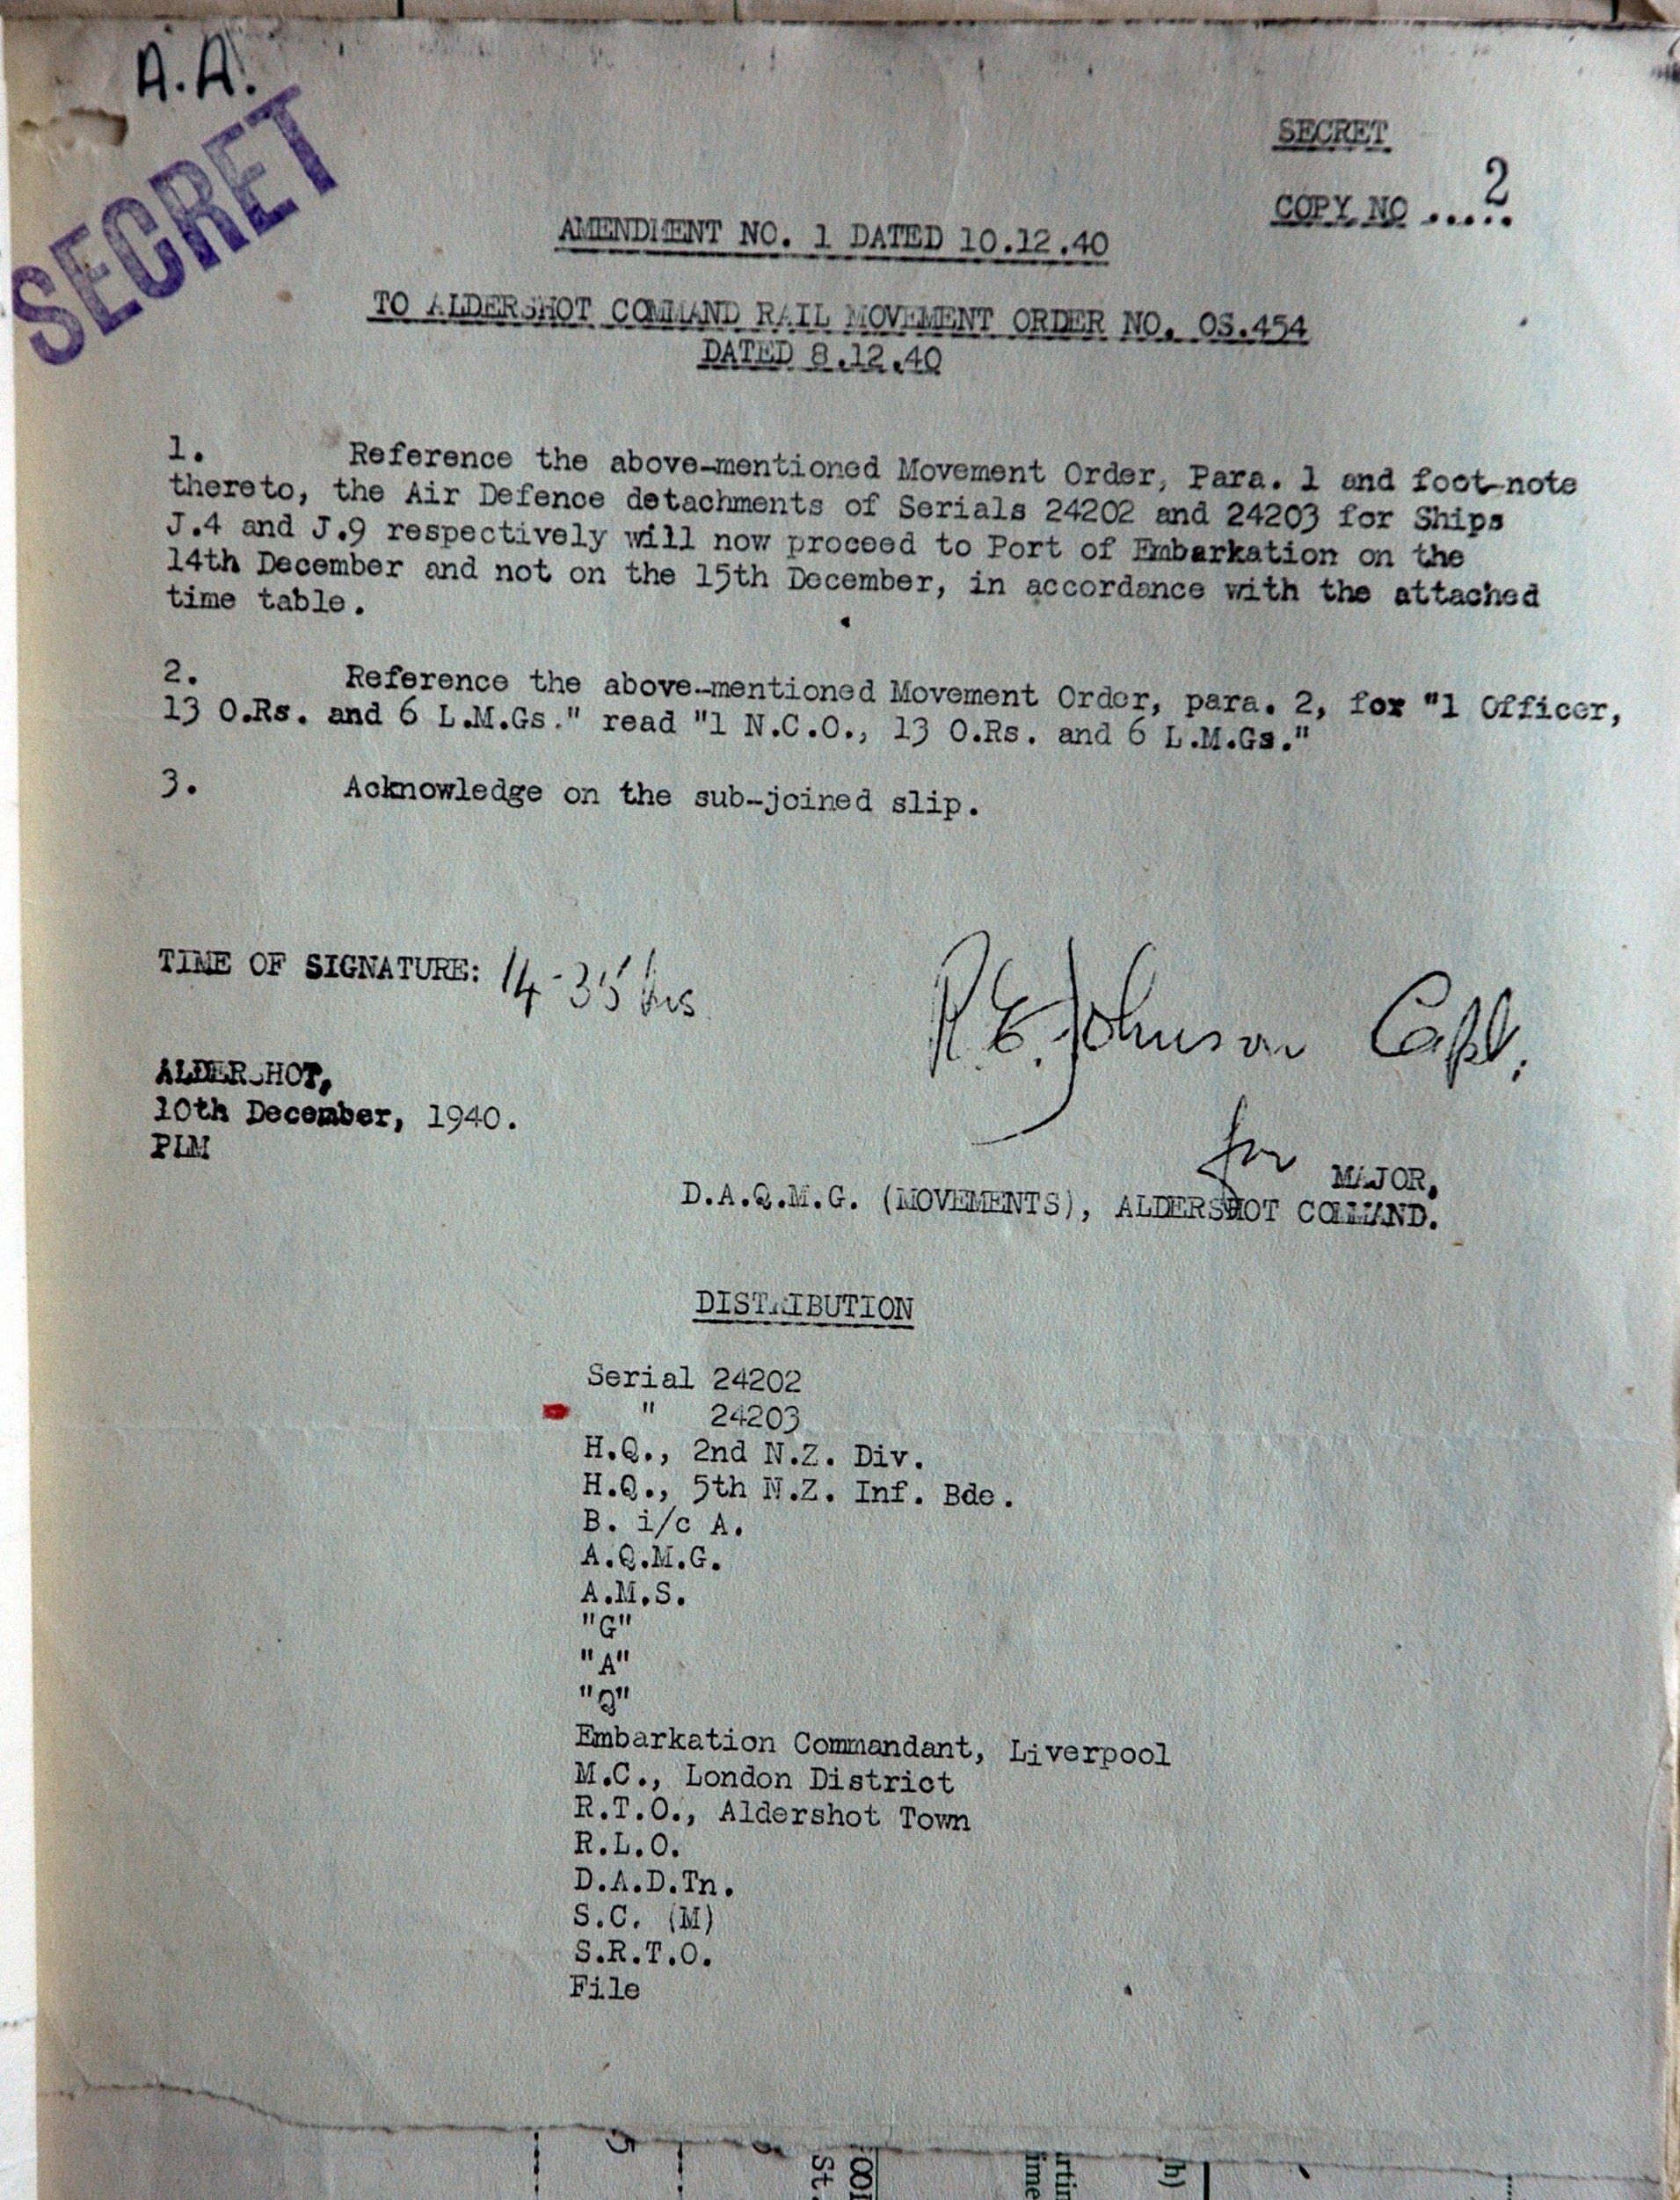 A.A.
SECRET
SECRET
COPY NO ..... 2
AMENDMENT NO. 1 DATED 10.12.40
TO ALDERSHOT COMMAND RAIL MOVEMENT ORDER NO. OS.454
DATED 8.12.40
1. Reference the above-mentioned Movement Order, Para. 1 and foot-note
thereto, the Air Defence detachments of Serials 24202 and 24203 for Ships
J.4 and J.9 respectively will now proceed to Port of Embarkation on the
14th December and not on the 15th December, in accordance with the attached
time table.
2. Reference the above-mentioned Movement Order, para. 2, for "1 Officer,
13 O.Rs. and 6 L.M.Gs." read "1 N.C.O., 13 O.Rs. and 6 L.M.Gs."
3. Acknowledge on the sub-joined slip.
TIME OF SIGNATURE: 14-35 hrs
R.E. Johnson Capt.
ALDERSHOT,
10th December, 1940.
PLM
for MAJOR,
D.A.Q.M.G. (MOVEMENTS), ALDERSHOT COMMAND.
DISTRIBUTION
Serial 24202
" 24203
H.Q., 2nd N.Z. Div.
H.Q., 5th N.Z. Inf. Bde.
B. i/c A.
A.Q.M.G.
A.M.S.
"G"
"A"
"Q"
Embarkation Commandant, Liverpool
M.C., London District
R.T.O., Aldershot Town
R.L.O.
D.A.D.Tn.
S.C. (M)
S.R.T.O.
File
5
St.
h)